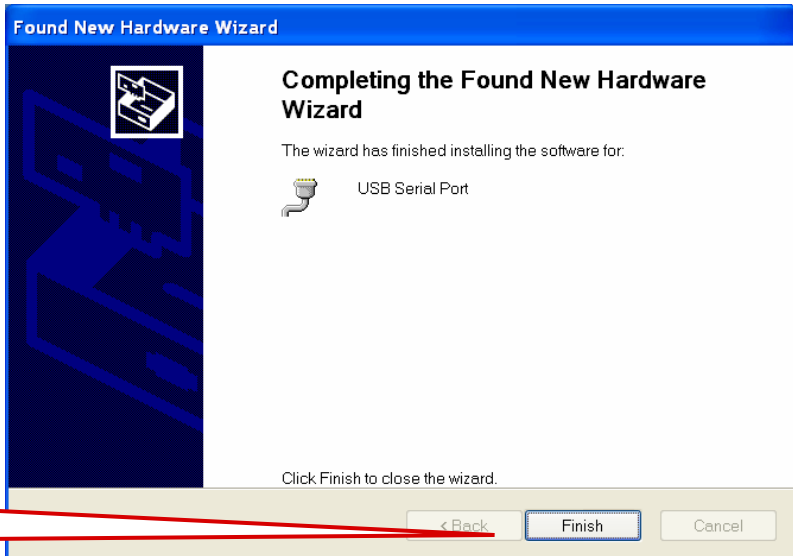 Found New Hardware Wizard
Completing the Found New Hardware
Wizard
The wizard has finished installing the software for:
USB Serial Port
Click Finish to close the wizard.
< Back Finish Cancel